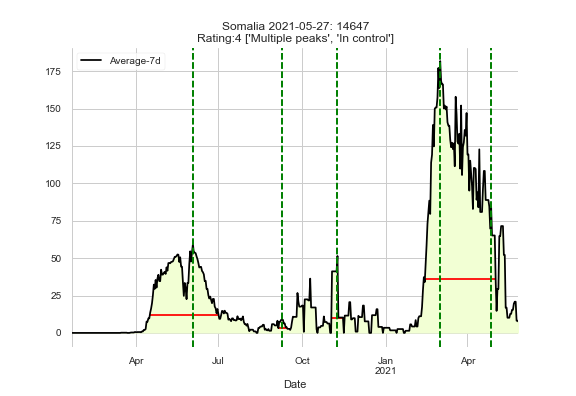 Somalia 2021-05-27: 14647
Rating:4 ['Multiple peaks', 'In control']
Average-7d
175
150
125
100
75
50
25
0
Apr
Jul
Oct
Jan
2021
Apr
Date